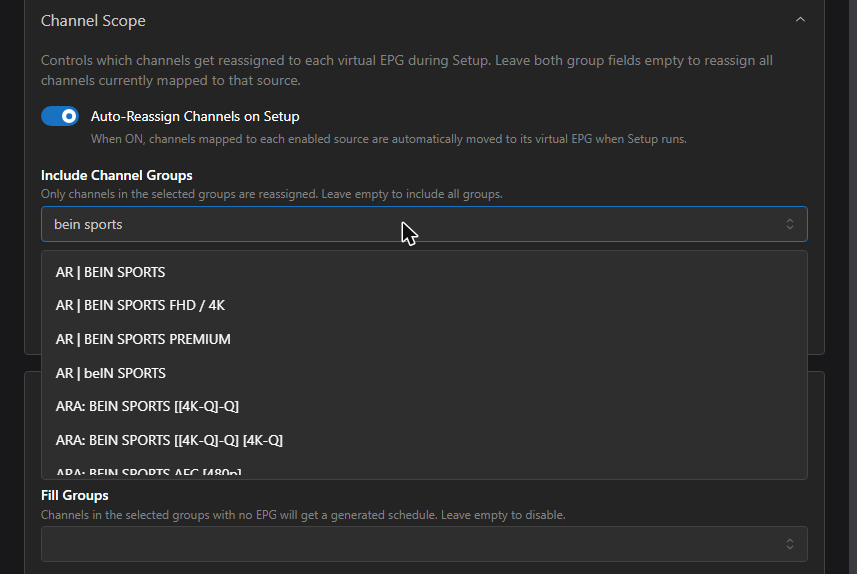 Channel Scope
Controls which channels get reassigned to each virtual EPG during Setup. Leave both group fields empty to reassign all
channels currently mapped to that source.
Auto-Reassign Channels on Setup
When ON, channels mapped to each enabled source are automatically moved to its virtual EPG when Setup runs.
Include Channel Groups
Only channels in the selected groups are reassigned. Leave empty to include all groups.
bein sports
AR | BEIN SPORTS
AR | BEIN SPORTS FHD / 4K
AR | BEIN SPORTS PREMIUM
AR | beIN SPORTS
ARA: BEIN SPORTS [[4K-Q]-Q]
ARA: BEIN SPORTS [[4K-Q]-Q] [4K-Q]
ARA: BEIN SPORTS AFC [480p]
Fill Groups
Channels in the selected groups with no EPG will get a generated schedule. Leave empty to disable.